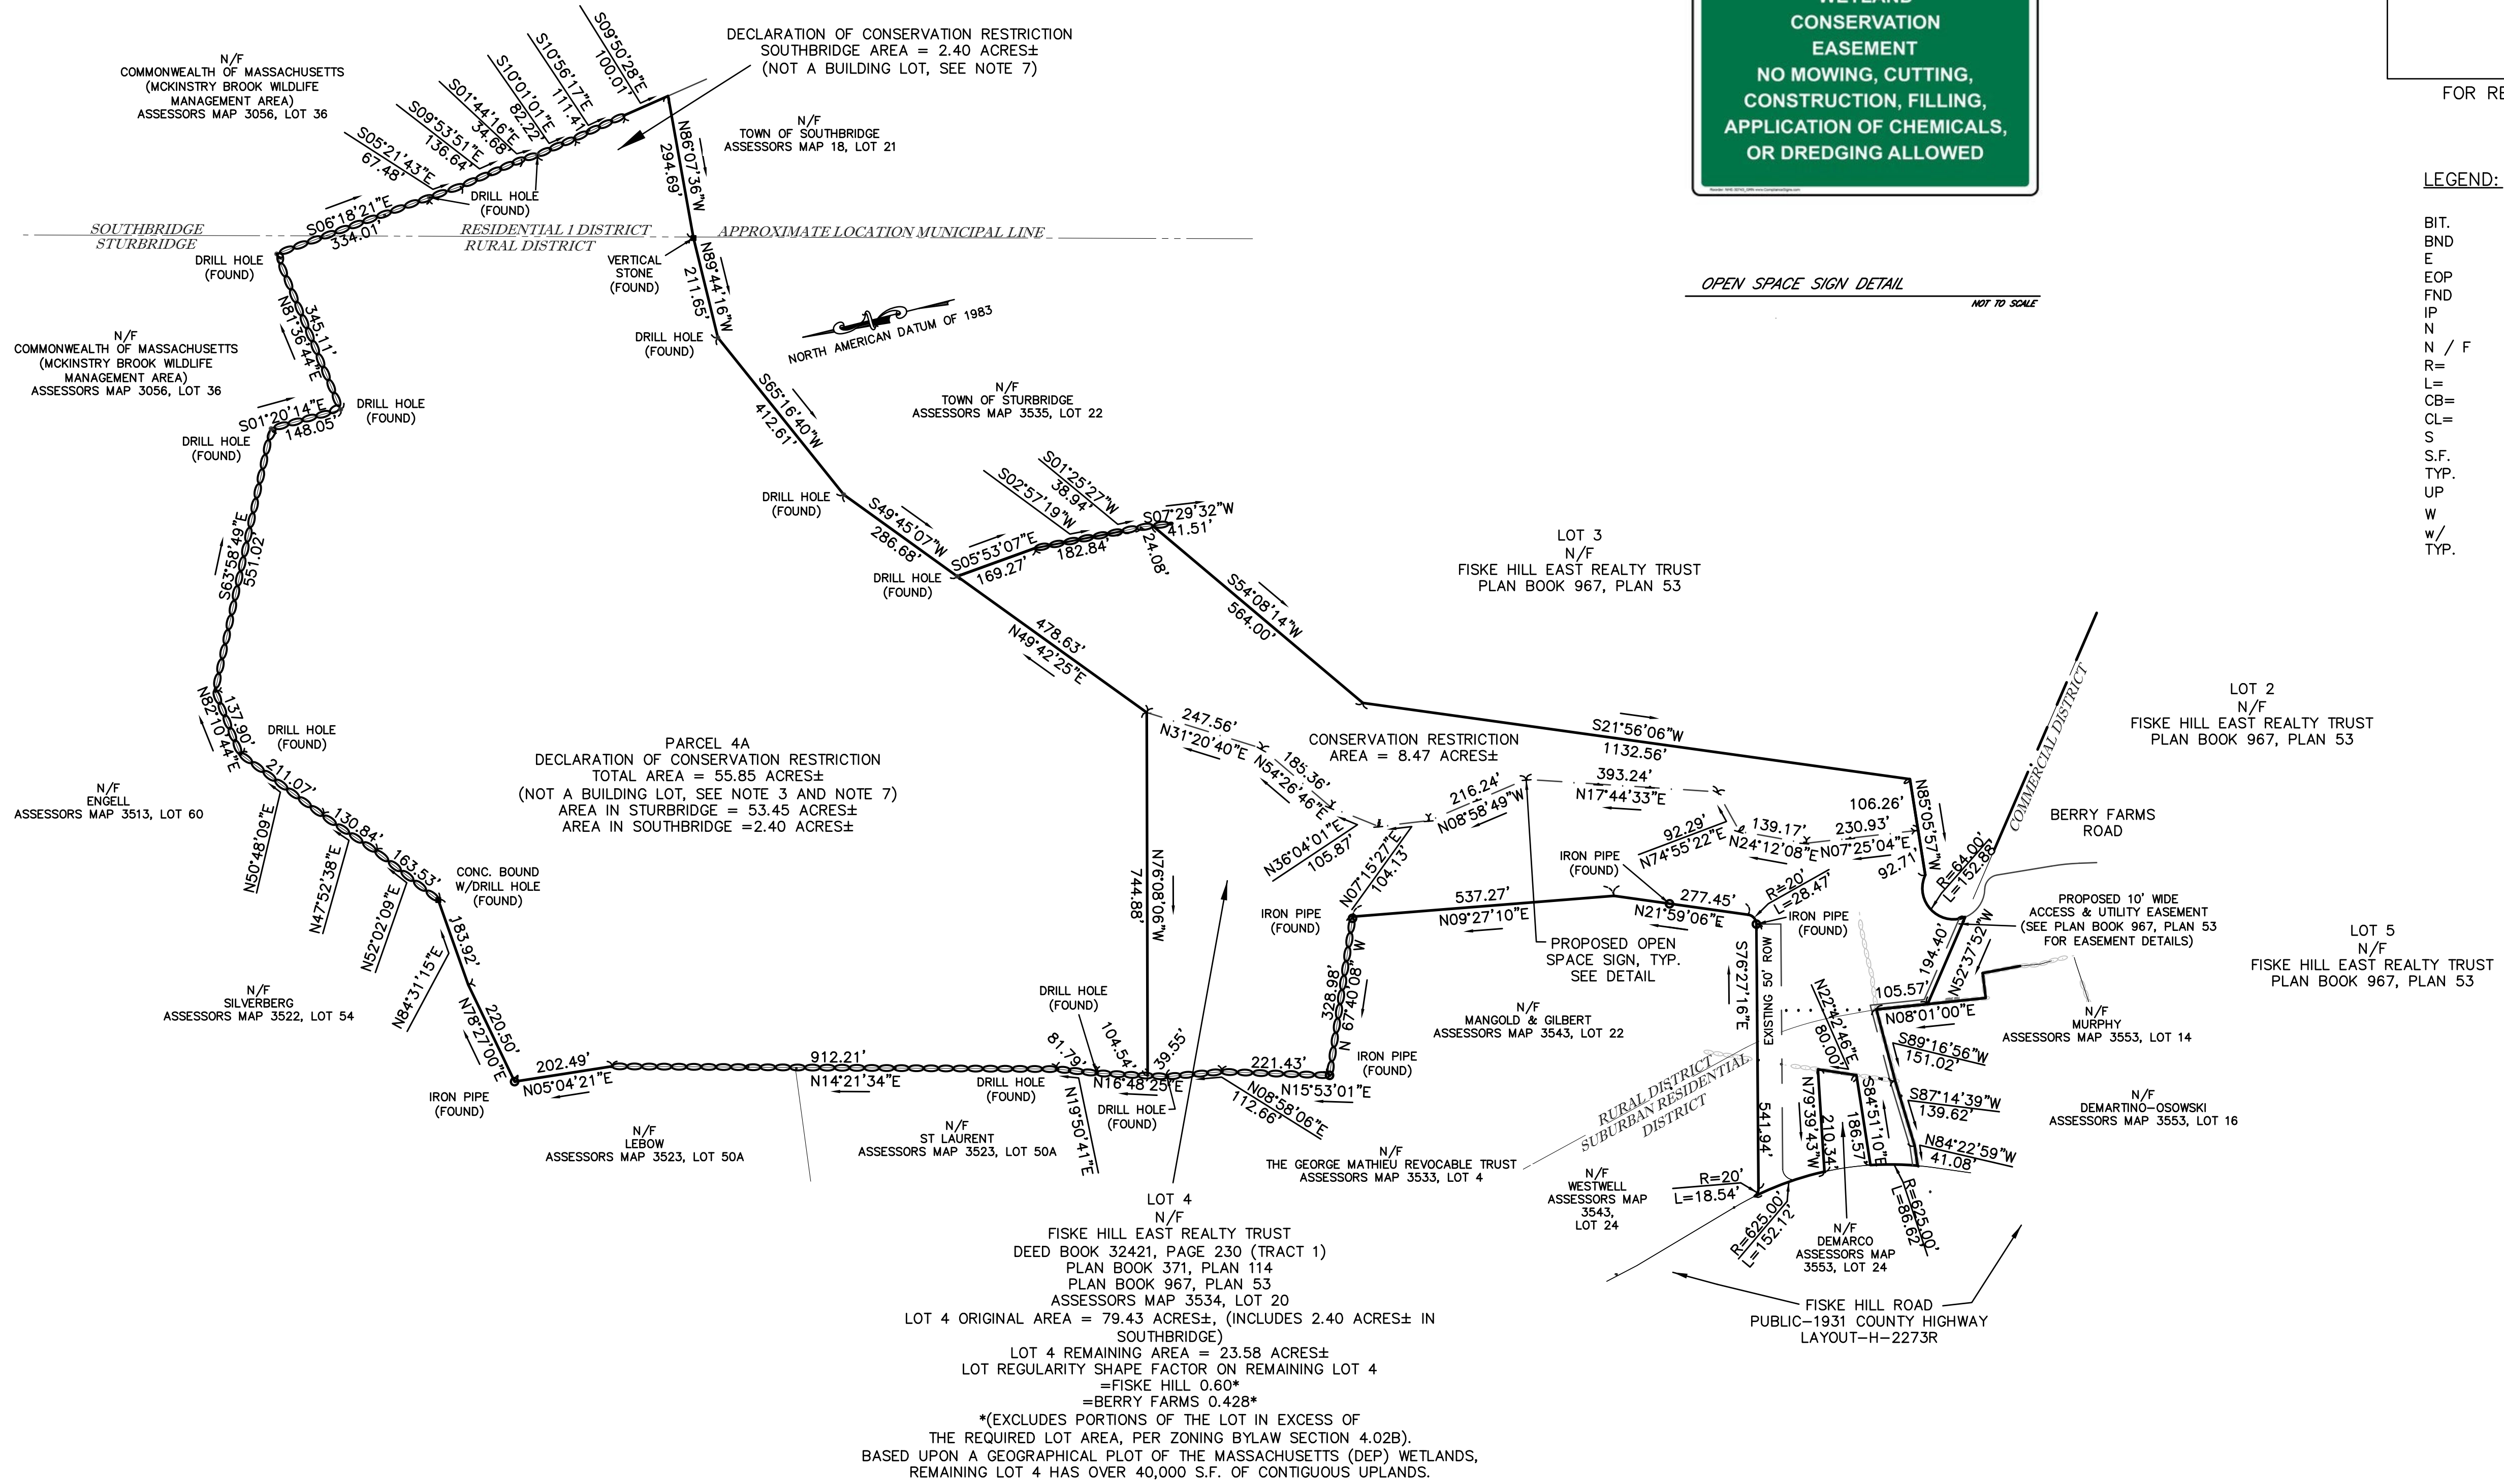 N/F
COMMONWEALTH OF MASSACHUSETTS
(MCKINSTRY BROOK WILDLIFE
MANAGEMENT AREA)
ASSESSORS MAP 3056, LOT 36
S05°21'43"E
67.48'
S09°53'51"E
136.64'
S01°44'16"E
34.68'
S10°01'01"E
82.22'
S10°56'17"E
111.41'
S09°50'28"E
100.01'
DECLARATION OF CONSERVATION RESTRICTION
SOUTHBRIDGE AREA = 2.40 ACRES±
(NOT A BUILDING LOT, SEE NOTE 7)
N/F
TOWN OF SOUTHBRIDGE
ASSESSORS MAP 18, LOT 21
N86°07'36"W
294.69'
DRILL HOLE
(FOUND)
S06°18'21"E
334.01'
SOUTHBRIDGE
STURBRIDGE
RESIDENTIAL 1 DISTRICT
RURAL DISTRICT
APPROXIMATE LOCATION MUNICIPAL LINE
DRILL HOLE
(FOUND)
VERTICAL
STONE
(FOUND)
N89°44'16"W
211.65'
DRILL HOLE
(FOUND)
NORTH AMERICAN DATUM OF 1983
WETLAND
CONSERVATION
EASEMENT
NO MOWING, CUTTING,
CONSTRUCTION, FILLING,
APPLICATION OF CHEMICALS,
OR DREDGING ALLOWED
OPEN SPACE SIGN DETAIL
NOT TO SCALE
FOR RE
LEGEND:
BIT.
BND
E
EOP
FND
IP
N
N / F
R=
L=
CB=
CL=
S
S.F.
TYP.
UP
W
w/
TYP.
N/F
COMMONWEALTH OF MASSACHUSETTS
(MCKINSTRY BROOK WILDLIFE
MANAGEMENT AREA)
ASSESSORS MAP 3056, LOT 36
345.11'
N81°36'44"E
S01°20'14"E
148.05'
DRILL HOLE
(FOUND)
DRILL HOLE
(FOUND)
S63°58'49"E
551.02'
S65°16'40"W
412.61'
N/F
TOWN OF STURBRIDGE
ASSESSORS MAP 3535, LOT 22
DRILL HOLE
(FOUND)
S49°45'07"W
286.68'
DRILL HOLE
(FOUND)
S05°53'07"E
169.27'
S02°57'19"W
182.84'
S01°25'27"W
38.94'
S07°29'32"W
41.51'
24.08'
S54°08'14"W
564.00'
LOT 3
N/F
FISKE HILL EAST REALTY TRUST
PLAN BOOK 967, PLAN 53
478.63'
N49°42'25"E
LOT 2
N/F
FISKE HILL EAST REALTY TRUST
PLAN BOOK 967, PLAN 53
COMMERCIAL DISTRICT
BERRY FARMS
ROAD
137.90'
N82°10'44"E
DRILL HOLE
(FOUND)
211.07'
N50°48'09"E
130.84'
N47°52'38"E
163.53'
N52°02'09"E
N/F
ENGELL
ASSESSORS MAP 3513, LOT 60
PARCEL 4A
DECLARATION OF CONSERVATION RESTRICTION
TOTAL AREA = 55.85 ACRES±
(NOT A BUILDING LOT, SEE NOTE 3 AND NOTE 7)
AREA IN STURBRIDGE = 53.45 ACRES±
AREA IN SOUTHBRIDGE =2.40 ACRES±
247.56'
N31°20'40"E
185.36'
N54°26'46"E
CONSERVATION RESTRICTION
AREA = 8.47 ACRES±
S21°56'06"W
1132.56'
N36°04'01"E
105.87'
N07°15'27"E
104.13'
216.24'
N08°58'49"W
393.24'
N17°44'33"E
92.29'
N74°55'22"E
139.17'
N24°12'08"E
106.26'
230.93'
N07°25'04"E
N85°05'57"W
92.71'
R=64.00'
L=152.88'
CONC. BOUND
W/DRILL HOLE
(FOUND)
183.92'
N84°31'15"E
220.50'
N78°27'00"E
N/F
SILVERBERG
ASSESSORS MAP 3522, LOT 54
N76°08'06"W
744.88'
IRON PIPE
(FOUND)
IRON PIPE
(FOUND)
537.27'
N09°27'10"E
277.45'
N21°59'06"E
R=20'
L=28.47'
IRON PIPE
(FOUND)
PROPOSED 10' WIDE
ACCESS & UTILITY EASEMENT
(SEE PLAN BOOK 967, PLAN 53
FOR EASEMENT DETAILS)
PROPOSED OPEN
SPACE SIGN, TYP.
SEE DETAIL
LOT 5
N/F
FISKE HILL EAST REALTY TRUST
PLAN BOOK 967, PLAN 53
194.40'
N52°37'52"W
105.57'
N08°01'00"E
N/F
MURPHY
ASSESSORS MAP 3553, LOT 14
328.98'
N 67°40'08" W
N/F
MANGOLD & GILBERT
ASSESSORS MAP 3543, LOT 22
S76°27'16"E
541.94'
EXISTING 50' ROW
N22°42'46"E
80.00'
S89°16'56"W
151.02'
S87°14'39"W
139.62'
N84°22'59"W
41.08'
N79°39'43"W
210.34'
S84°51'10"E
186.57'
N/F
DEMARTINO-OSOWSKI
ASSESSORS MAP 3553, LOT 16
RURAL DISTRICT
SUBURBAN RESIDENTIAL
DISTRICT
IRON PIPE
(FOUND)
202.49'
N05°04'21"E
912.21'
N14°21'34"E
DRILL HOLE
(FOUND)
DRILL HOLE
(FOUND)
81.79'
N19°50'41"E
104.54'
N16°48'25"E
39.55'
DRILL HOLE
(FOUND)
N08°58'06"E
112.66'
221.43'
N15°53'01"E
IRON PIPE
(FOUND)
N/F
LEBOW
ASSESSORS MAP 3523, LOT 50A
N/F
ST LAURENT
ASSESSORS MAP 3523, LOT 50A
N/F
THE GEORGE MATHIEU REVOCABLE TRUST
ASSESSORS MAP 3533, LOT 4
N/F
WESTWELL
ASSESSORS MAP
3543,
LOT 24
R=20'
L=18.54'
R=625.00'
L=152.12'
N/F
DEMARCO
ASSESSORS MAP
3553, LOT 24
R=625.00'
L=86.62'
FISKE HILL ROAD
PUBLIC-1931 COUNTY HIGHWAY
LAYOUT-H-2273R
LOT 4
N/F
FISKE HILL EAST REALTY TRUST
DEED BOOK 32421, PAGE 230 (TRACT 1)
PLAN BOOK 371, PLAN 114
PLAN BOOK 967, PLAN 53
ASSESSORS MAP 3534, LOT 20
LOT 4 ORIGINAL AREA = 79.43 ACRES±, (INCLUDES 2.40 ACRES± IN
SOUTHBRIDGE)
LOT 4 REMAINING AREA = 23.58 ACRES±
LOT REGULARITY SHAPE FACTOR ON REMAINING LOT 4
=FISKE HILL 0.60*
=BERRY FARMS 0.428*
*(EXCLUDES PORTIONS OF THE LOT IN EXCESS OF
THE REQUIRED LOT AREA, PER ZONING BYLAW SECTION 4.02B).
BASED UPON A GEOGRAPHICAL PLOT OF THE MASSACHUSETTS (DEP) WETLANDS,
REMAINING LOT 4 HAS OVER 40,000 S.F. OF CONTIGUOUS UPLANDS.